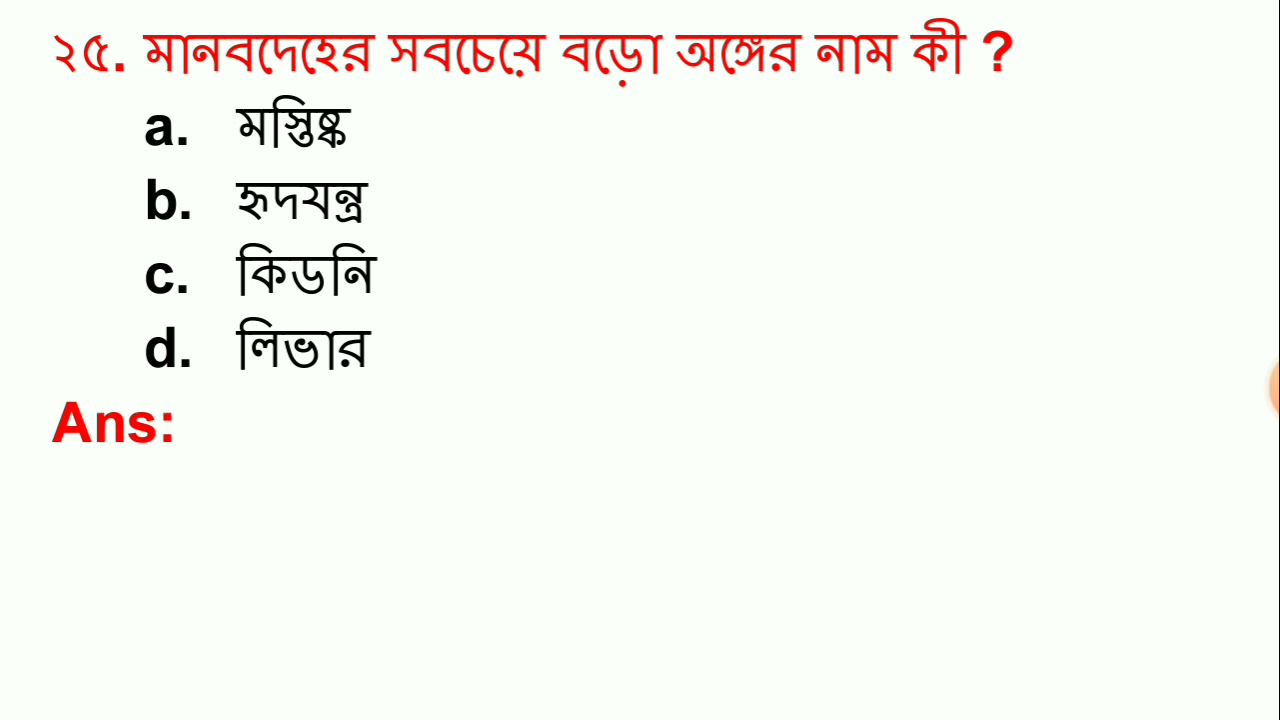 ২৫. মানবদেহের সবচেয়ে বড়ো অঙ্গের নাম কী ?
a. মস্তিষ্ক
b. হৃদযন্ত্র
c. কিডনি
d. লিভার
Ans: